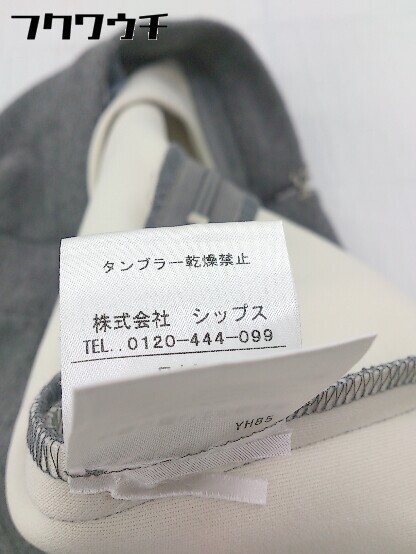 フクワウチ
タンブラー乾燥禁止
株式会社 シップス
TEL..0120-444-099
YH85